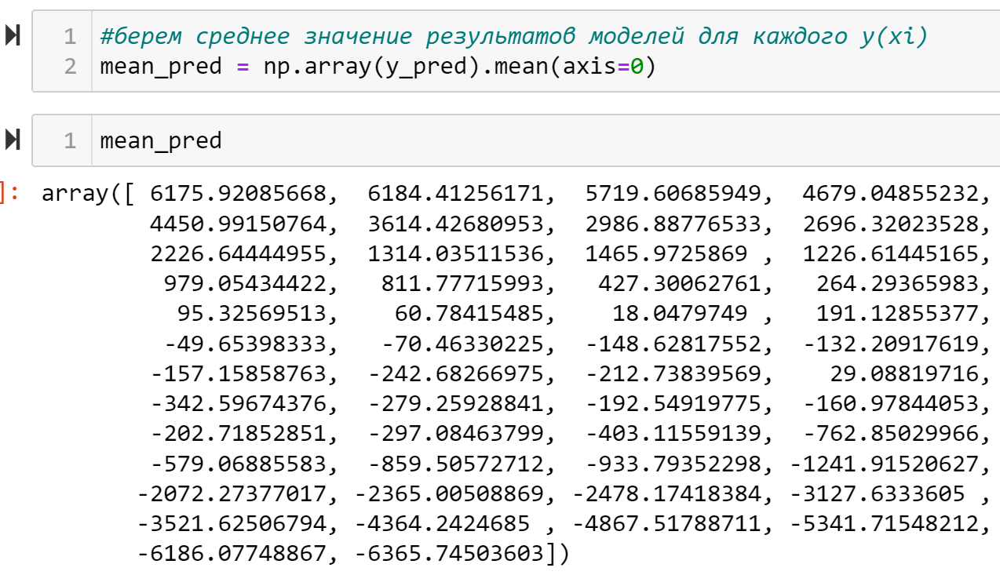 1 #берем среднее значение результатов моделей для каждого y(xi)
2 mean_pred = np.array(y_pred).mean(axis=0)
1 mean_pred
]: array([ 6175.92085668, 6184.41256171, 5719.60685949, 4679.04855232,
4450.99150764, 3614.42680953, 2986.88776533, 2696.32023528,
2226.64444955, 1314.03511536, 1465.9725869 , 1226.61445165,
979.05434422, 811.77715993, 427.30062761, 264.29365983,
95.32569513, 60.78415485, 18.0479749 , 191.12855377,
-49.65398333, -70.46330225, -148.62817552, -132.20917619,
-157.15858763, -242.68266975, -212.73839569, 29.08819716,
-342.59674376, -279.25928841, -192.54919775, -160.97844053,
-202.71852851, -297.08463799, -403.11559139, -762.85029966,
-579.06885583, -859.50572712, -933.79352298, -1241.91520627,
-2072.27377017, -2365.00508869, -2478.17418384, -3127.6333605 ,
-3521.62506794, -4364.2424685 , -4867.51788711, -5341.71548212,
-6186.07748867, -6365.74503603])